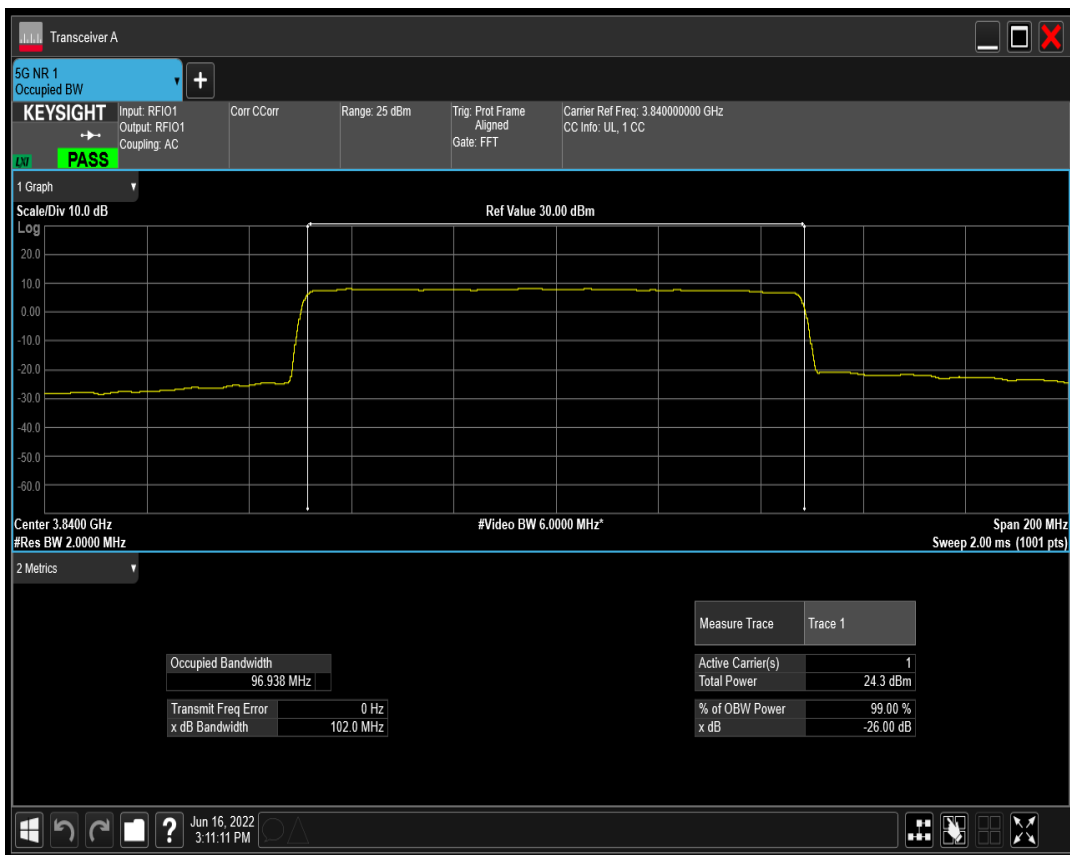 Transceiver A
5G NR 1
Occupied BW
+
KEYSIGHT
LXI
PASS
Input: RFIO1
Output: RFIO1
Coupling: AC
Corr CCorr
Range: 25 dBm
Trig: Prot Frame
Aligned
Gate: FFT
Carrier Ref Freq: 3.840000000 GHz
CC Info: UL, 1 CC
1 Graph
Scale/Div 10.0 dB
Ref Value 30.00 dBm
Log
20.0
10.0
0.00
-10.0
-20.0
-30.0
-40.0
-50.0
-60.0
Center 3.8400 GHz
#Video BW 6.0000 MHz*
Span 200 MHz
#Res BW 2.0000 MHz
Sweep 2.00 ms (1001 pts)
2 Metrics
Measure Trace Trace 1
Occupied Bandwidth
96.938 MHz
Active Carrier(s) 1
Total Power 24.3 dBm
Transmit Freq Error 0 Hz
x dB Bandwidth 102.0 MHz
% of OBW Power 99.00 %
x dB -26.00 dB
?
Jun 16, 2022
3:11:11 PM